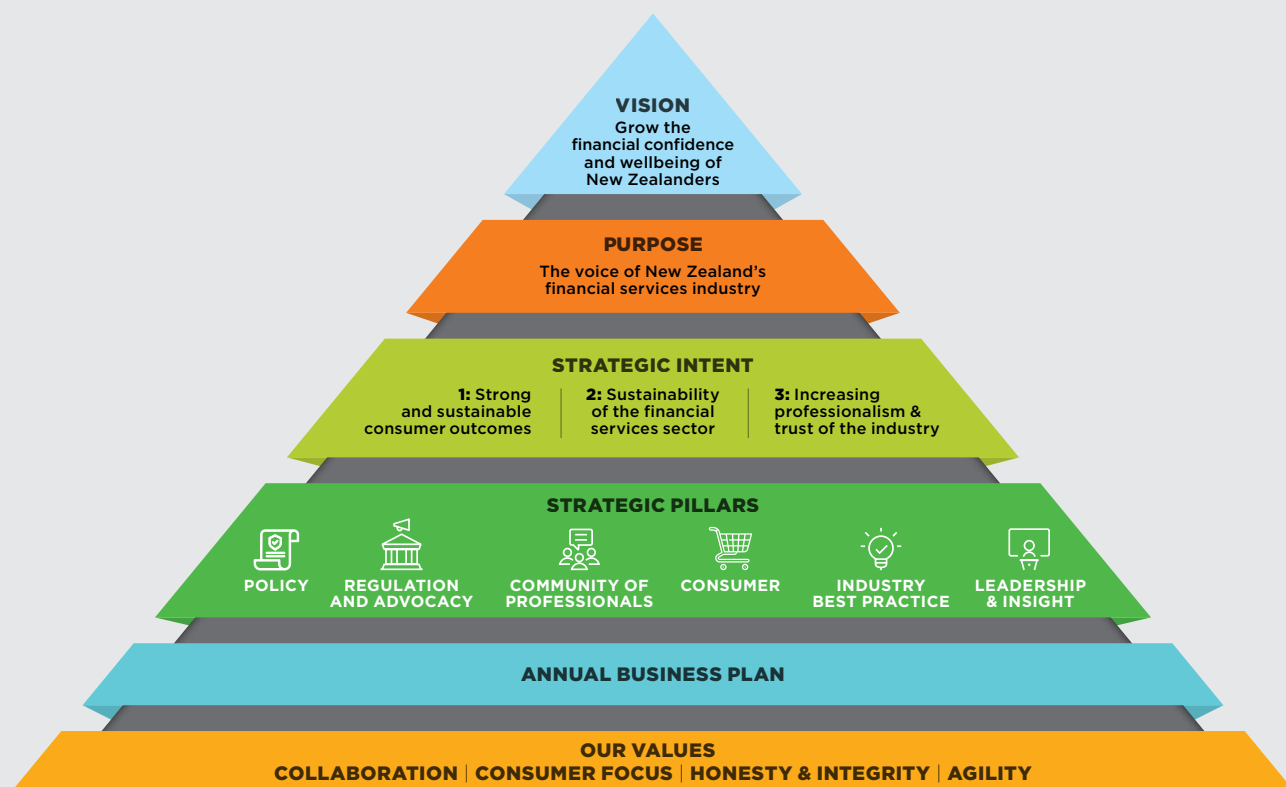 VISION
Grow the
financial confidence
and wellbeing of
New Zealanders
PURPOSE
The voice of New Zealand’s
financial services industry
STRATEGIC INTENT
1: Strong
and sustainable
consumer outcomes
2: Sustainability
of the financial
services sector
3: Increasing
professionalism &
trust of the industry
STRATEGIC PILLARS
POLICY
REGULATION
AND ADVOCACY
COMMUNITY OF
PROFESSIONALS
CONSUMER
INDUSTRY
BEST PRACTICE
LEADERSHIP
& INSIGHT
ANNUAL BUSINESS PLAN
OUR VALUES
COLLABORATION | CONSUMER FOCUS | HONESTY & INTEGRITY | AGILITY